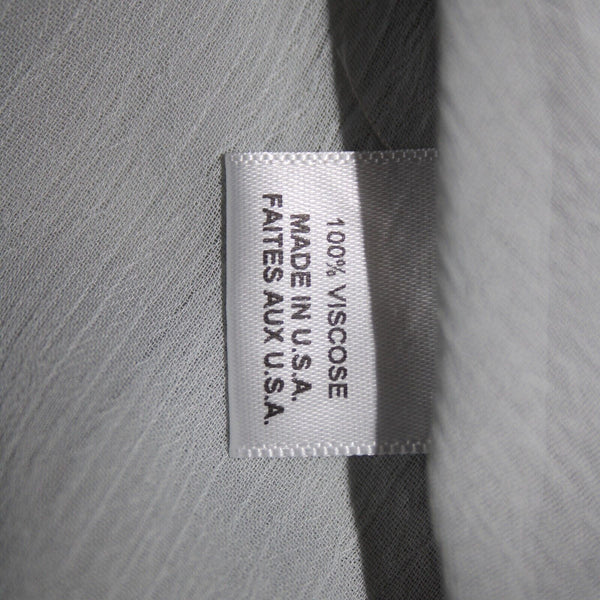 100% VISCOSE
MADE IN U.S.A.
FAITES AUX U.S.A.